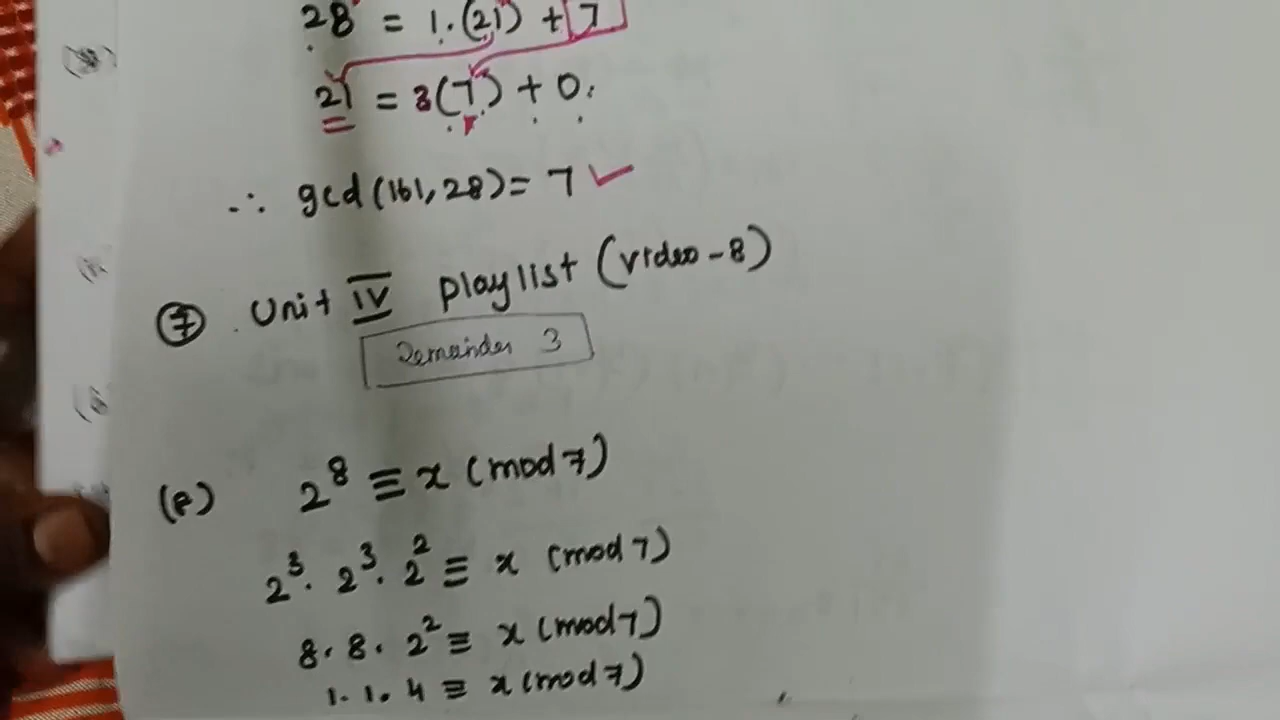 28 = 1.(21) + 7
21 = 3(7) + 0.
∴ gcd(161,28) = 7 ✓
⑦ Unit IV playlist (video-8)
Remainder 3
2⁸ ≡ x (mod 7)
2³. 2³. 2² ≡ x (mod 7)
8. 8. 2² ≡ x (mod 7)
1. 1. 4 ≡ x (mod 7)